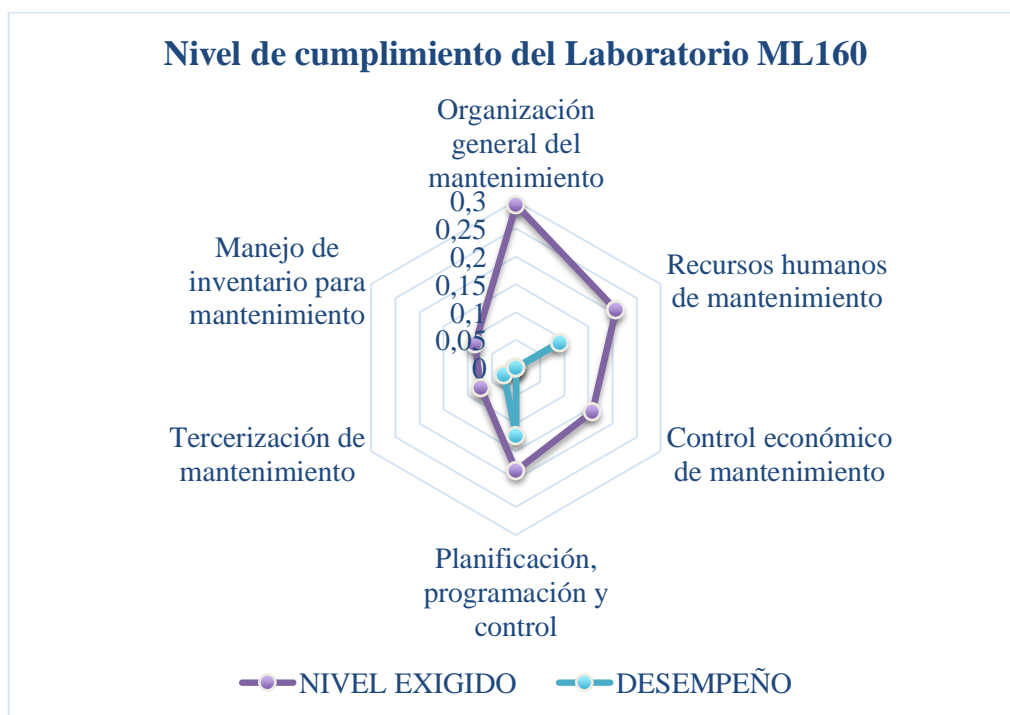 Nivel de cumplimiento del Laboratorio ML160
Organización
general del
mantenimiento
0,3
0,25
0,2
0,15
0,1
0,05
0
Recursos humanos
de mantenimiento
Control económico
de mantenimiento
Planificación,
programación y
control
Tercerización de
mantenimiento
Manejo de
inventario para
mantenimiento
NIVEL EXIGIDO
DESEMPEÑO